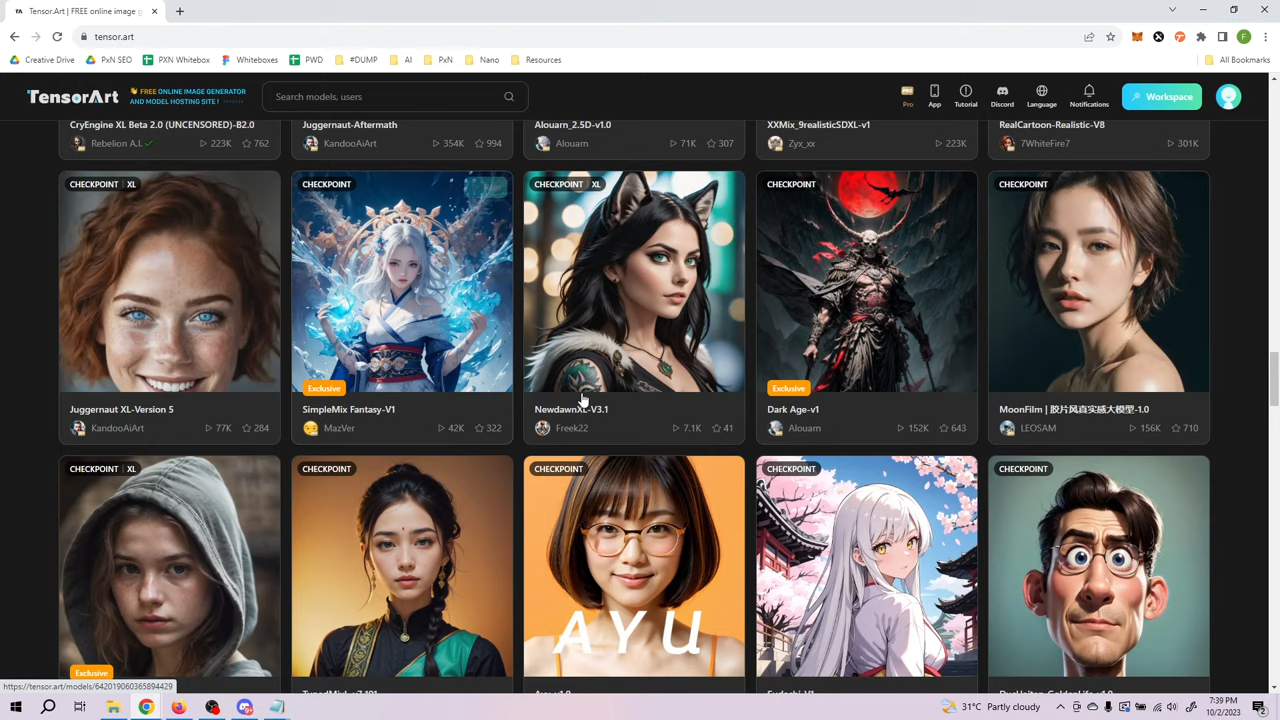 Tensor.Art | FREE online image g
tensor.art
Creative Drive
PxN SEO
PXN Whitebox
Whiteboxes
PWD
#DUMP
AI
PxN
Nano
Resources
All Bookmarks
TensorArt
FREE ONLINE IMAGE GENERATOR
AND MODEL HOSTING SITE !
Search models, users
Pro
App
Tutorial
Discord
Language
Notifications
Workspace
CryEngine XL Beta 2.0 (UNCENSORED)-B2.0
Rebelion A.I.
223K
762
Juggernaut-Aftermath
KandooAiArt
354K
994
Alouarn_2.5D-v1.0
Alouarn
71K
307
XXMix_9realisticSDXL-v1
Zyx_xx
223K
RealCartoon-Realistic-V8
7WhiteFire7
301K
CHECKPOINT | XL
Juggernaut XL-Version 5
KandooAiArt
77K
284
CHECKPOINT
Exclusive
SimpleMix Fantasy-V1
MazVer
42K
322
CHECKPOINT | XL
NewdawnXL-V3.1
Freek22
7.1K
41
CHECKPOINT
Exclusive
Dark Age-v1
Alouarn
152K
643
CHECKPOINT
MoonFilm | 胶片风真实感大模型-1.0
LEOSAM
156K
710
CHECKPOINT | XL
Exclusive
CHECKPOINT
CHECKPOINT
AYU
CHECKPOINT
CHECKPOINT
https://tensor.art/models/642019060365894429
31°C Partly cloudy
7:39 PM
10/2/2023
2